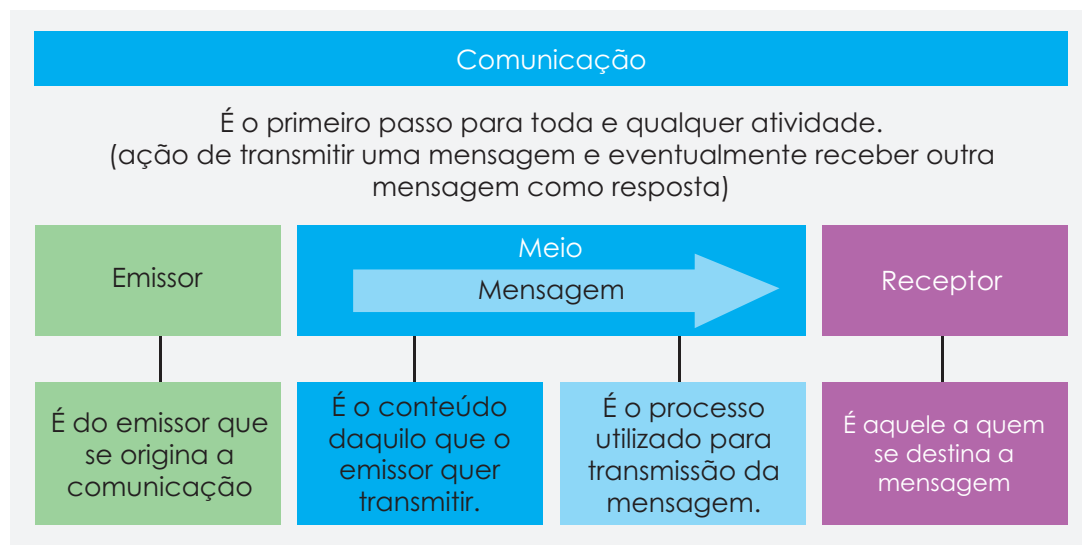 Comunicação
É o primeiro passo para toda e qualquer atividade.
(ação de transmitir uma mensagem e eventualmente receber outra
mensagem como resposta)
Emissor
Meio
Mensagem
Receptor
É do emissor que
se origina a
comunicação
É o conteúdo
daquilo que o
emissor quer
transmitir.
É o processo
utilizado para
transmissão da
mensagem.
É aquele a quem
se destina a
mensagem